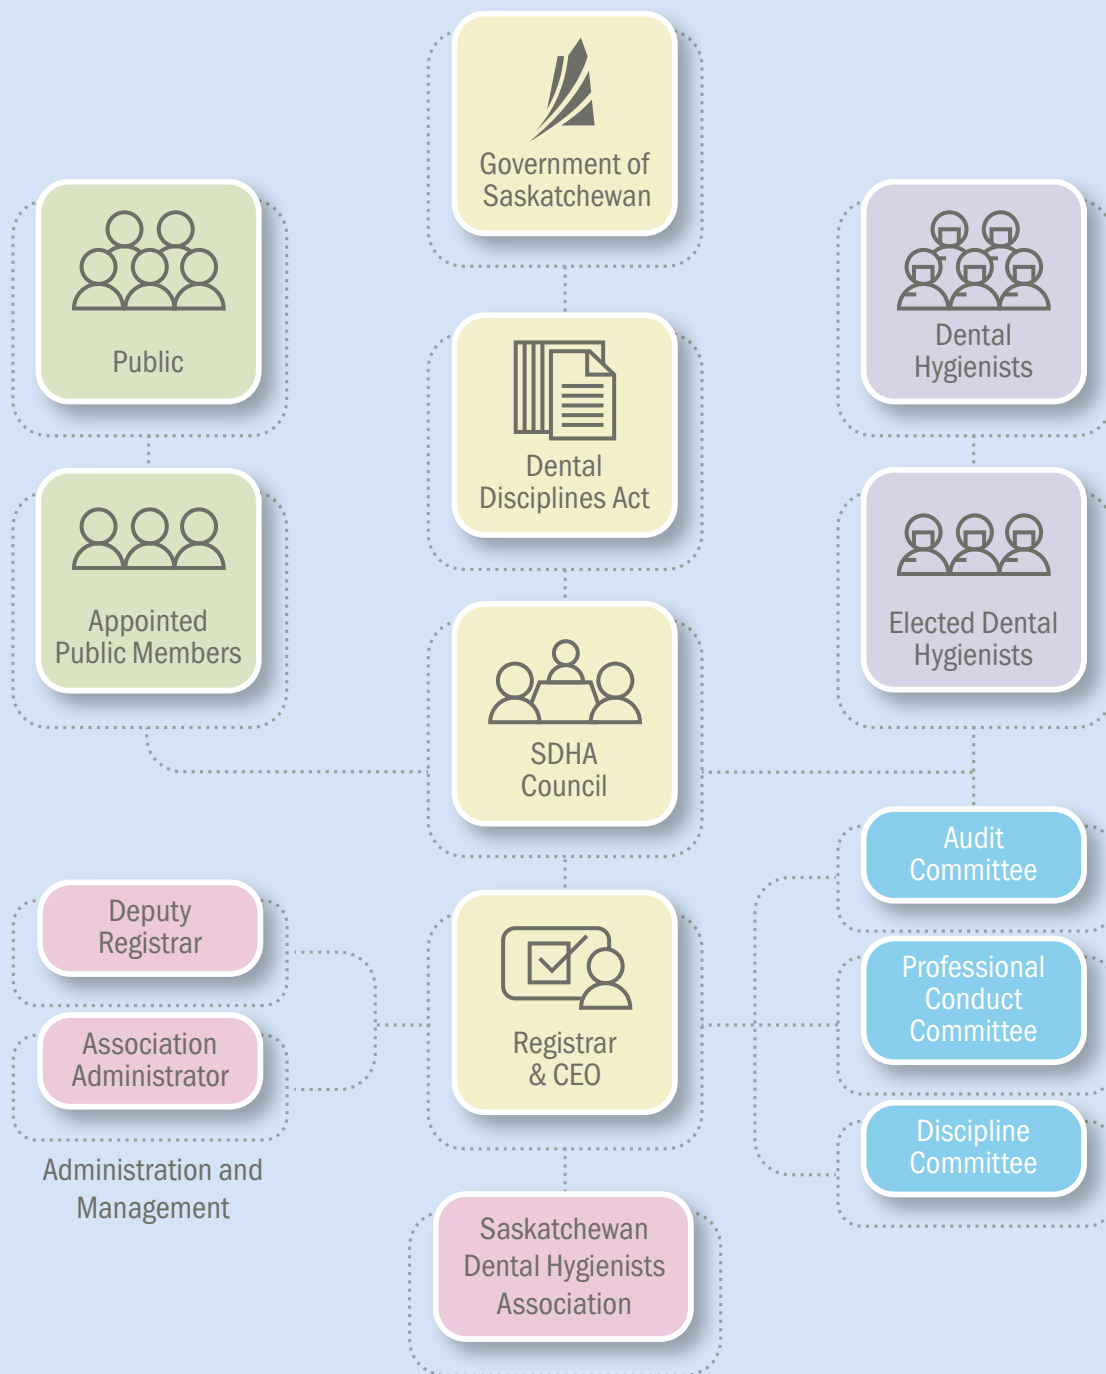 Government of
Saskatchewan
Public
Dental
Hygienists
Dental
Disciplines Act
Appointed
Public Members
Elected Dental
Hygienists
SDHA
Council
Audit
Committee
Deputy
Registrar
Professional
Conduct
Committee
Association
Administrator
Registrar
& CEO
Discipline
Committee
Administration and
Management
Saskatchewan
Dental Hygienists
Association